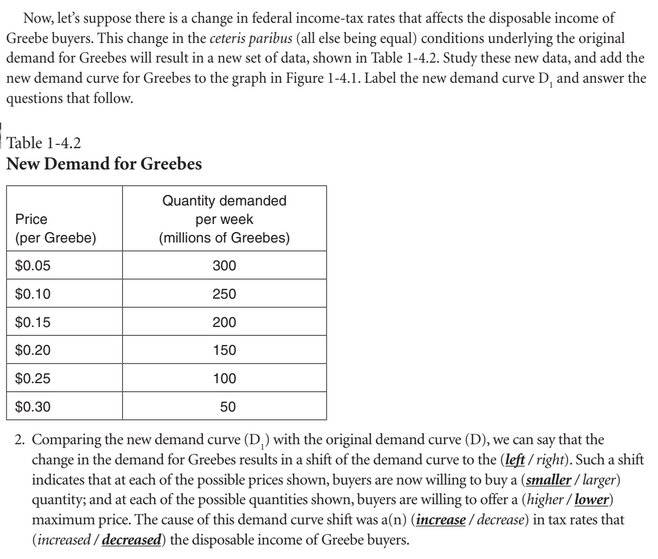 Now, let's suppose there is a change in federal income-tax rates that affects the disposable income of
Greebe buyers. This change in the ceteris paribus (all else being equal) conditions underlying the original
demand for Greebes will result in a new set of data, shown in Table 1-4.2. Study these new data, and add the
new demand curve for Greebes to the graph in Figure 1-4.1. Label the new demand curve D1 and answer the
questions that follow.
Table 1-4.2
New Demand for Greebes
Price
(per Greebe)
Quantity demanded
per week
(millions of Greebes)
$0.05 300
$0.10 250
$0.15 200
$0.20 150
$0.25 100
$0.30 50
2. Comparing the new demand curve (D1) with the original demand curve (D), we can say that the
change in the demand for Greebes results in a shift of the demand curve to the (left / right). Such a shift
indicates that at each of the possible prices shown, buyers are now willing to buy a (smaller / larger)
quantity; and at each of the possible quantities shown, buyers are willing to offer a (higher / lower)
maximum price. The cause of this demand curve shift was a(n) (increase / decrease) in tax rates that
(increased / decreased) the disposable income of Greebe buyers.